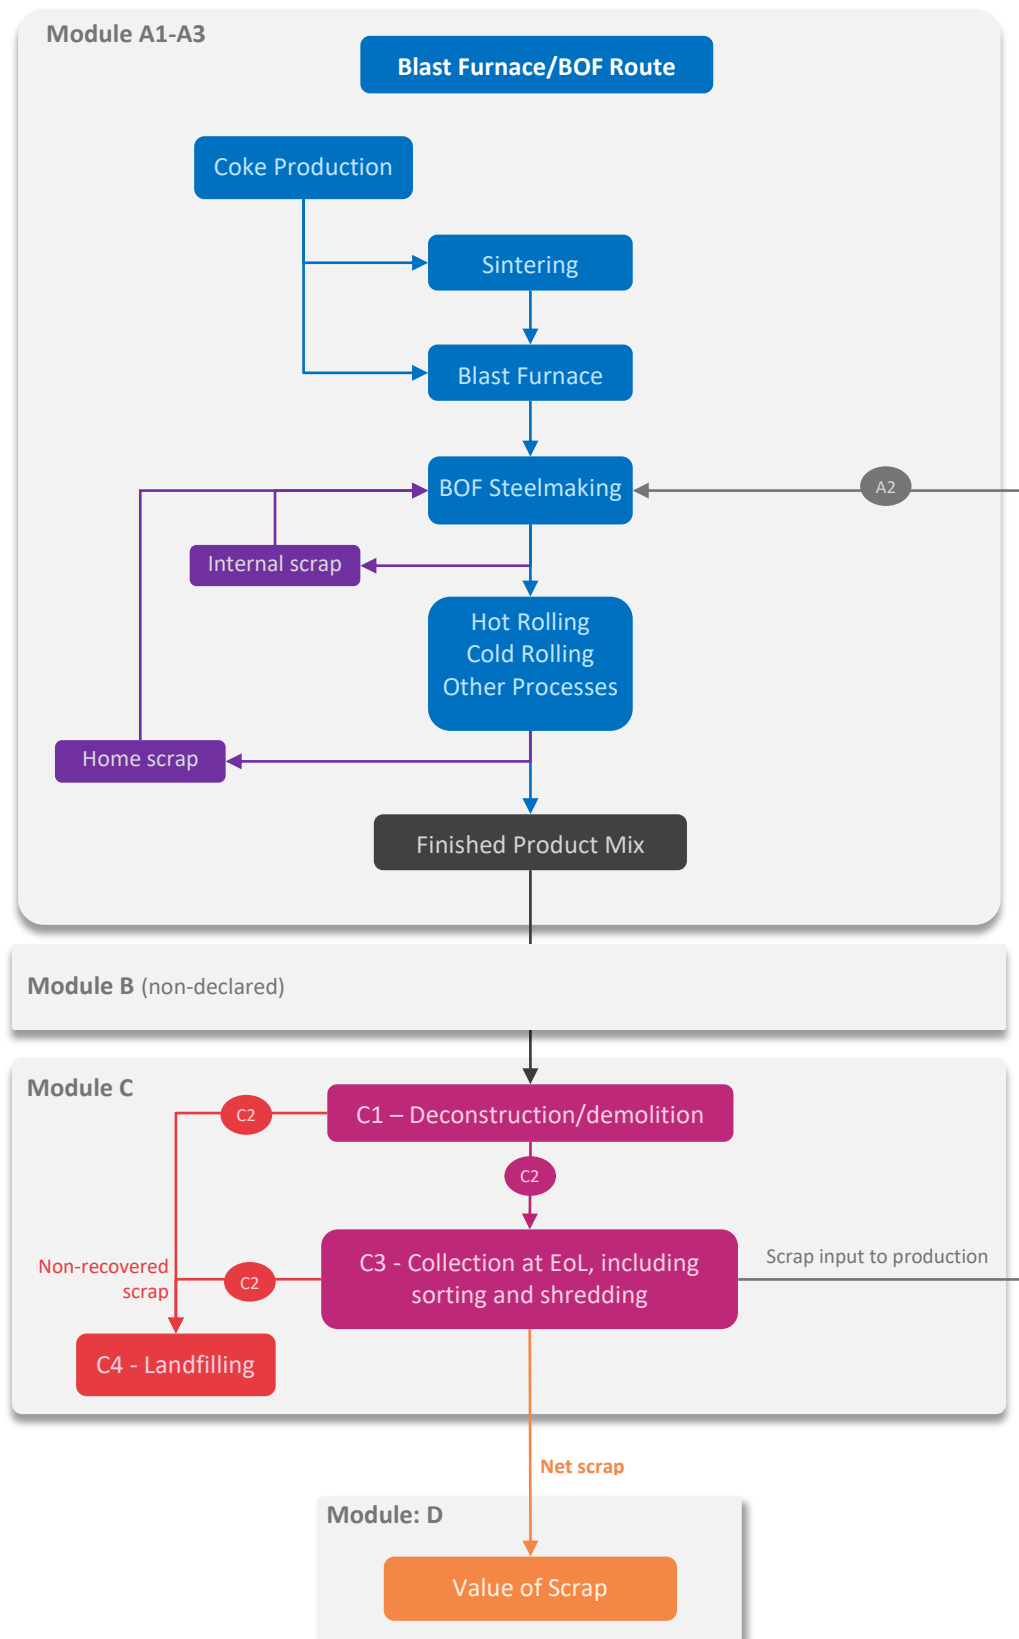 Module A1-A3
Blast Furnace/BOF Route
Coke Production
Sintering
Blast Furnace
BOF Steelmaking
A2
Internal scrap
Hot Rolling
Cold Rolling
Other Processes
Home scrap
Finished Product Mix
Module B (non-declared)
Module C
C1 – Deconstruction/demolition
C2
C2
C3 - Collection at EoL, including
sorting and shredding
Scrap input to production
Non-recovered
scrap
C2
C4 - Landfilling
Net scrap
Module: D
Value of Scrap